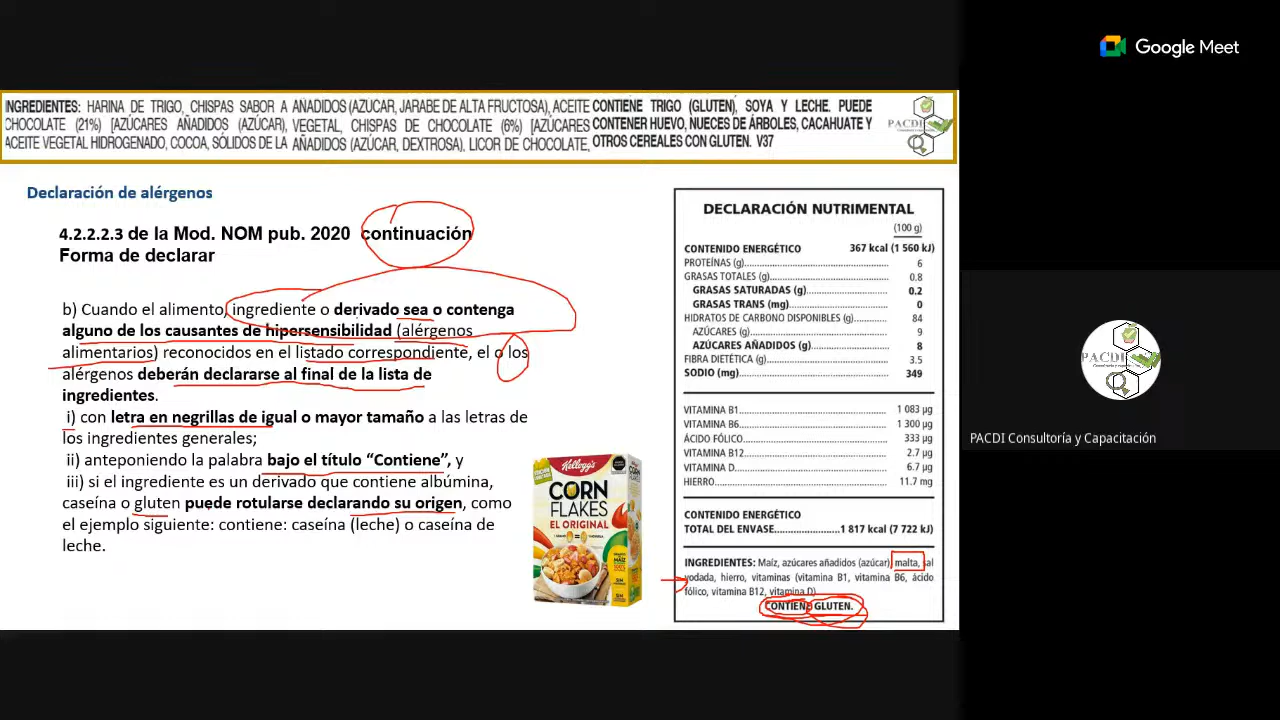 Google Meet
INGREDIENTES: HARINA DE TRIGO, CHISPAS SABOR A
CHOCOLATE (21%) [AZÚCARES AÑADIDOS (AZÚCAR),
ACEITE VEGETAL HIDROGENADO, COCOA, SÓLIDOS DE LA
AÑADIDOS (AZÚCAR, JARABE DE ALTA FRUCTOSA), ACEITE
VEGETAL, CHISPAS DE CHOCOLATE (6%) [AZÚCARES
AÑADIDOS (AZÚCAR, DEXTROSA), LICOR DE CHOCOLATE,
CONTIENE TRIGO (GLUTEN), SOYA Y LECHE. PUEDE
CONTENER HUEVO, NUECES DE ÁRBOLES, CACAHUATE Y
OTROS CEREALES CON GLUTEN. V37
PACDI
Declaración de alérgenos
4.2.2.2.3 de la Mod. NOM pub. 2020 continuación
Forma de declarar
b) Cuando el alimento, ingrediente o derivado sea o contenga
alguno de los causantes de hipersensibilidad (alérgenos
alimentarios) reconocidos en el listado correspondiente, el o los
alérgenos deberán declararse al final de la lista de
ingredientes.
i) con letra en negrillas de igual o mayor tamaño a las letras de
los ingredientes generales;
ii) anteponiendo la palabra bajo el título “Contiene”, y
iii) si el ingrediente es un derivado que contiene albúmina,
caseína o gluten puede rotularse declarando su origen, como
el ejemplo siguiente: contiene: caseína (leche) o caseína de
leche.
Kellogg's
CORN
FLAKES
EL ORIGINAL
DECLARACIÓN NUTRIMENTAL
(100 g)
CONTENIDO ENERGÉTICO 367 kcal (1 560 kJ)
PROTEÍNAS (g) 6
GRASAS TOTALES (g) 0.8
GRASAS SATURADAS (g) 0.2
GRASAS TRANS (mg) 0
HIDRATOS DE CARBONO DISPONIBLES (g) 84
AZÚCARES (g) 9
AZÚCARES AÑADIDOS (g) 8
FIBRA DIETÉTICA (g) 3.5
SODIO (mg) 349
VITAMINA B1 1 083 µg
VITAMINA B6 1 300 µg
ÁCIDO FÓLICO 333 µg
VITAMINA B12 2.7 µg
VITAMINA D 6.7 µg
HIERRO 11.7 mg
CONTENIDO ENERGÉTICO
TOTAL DEL ENVASE 1 817 kcal (7 722 kJ)
INGREDIENTES: Maíz, azúcares añadidos (azúcar), malta, sal
yodada, hierro, vitaminas (vitamina B1, vitamina B6, ácido
fólico, vitamina B12, vitamina D)
CONTIENE GLUTEN.
PACDI
PACDI Consultoría y Capacitación